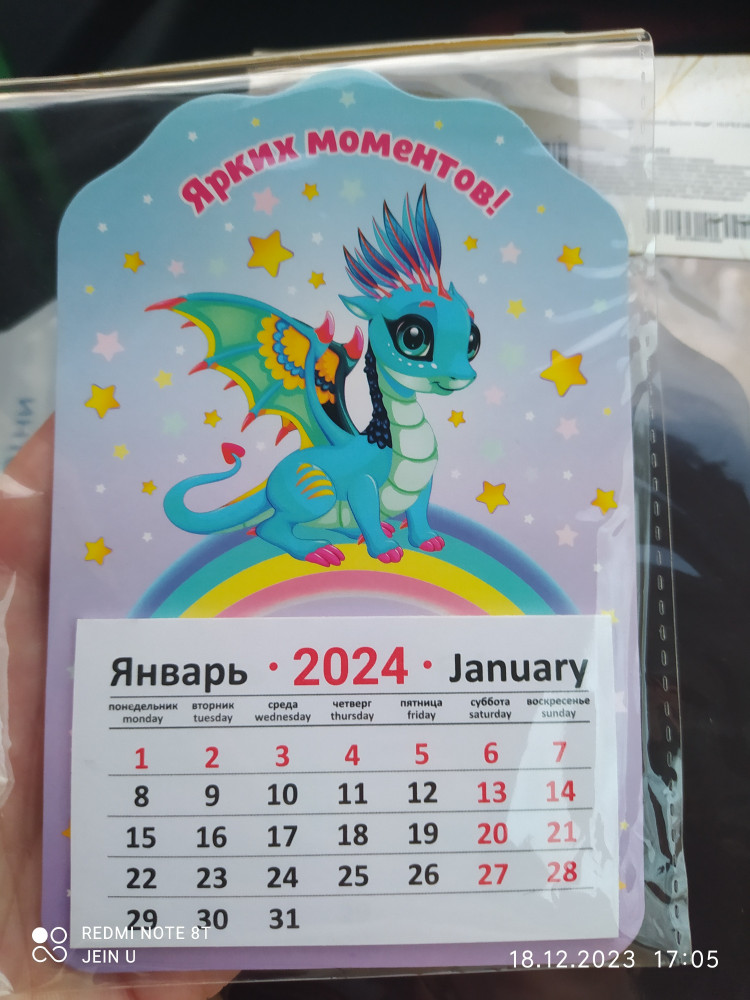 Ярких моментов!
Январь · 2024 · January
понедельник вторник среда четверг пятница суббота воскресенье
monday tuesday wednesday thursday friday saturday sunday
1 2 3 4 5 6 7
8 9 10 11 12 13 14
15 16 17 18 19 20 21
22 23 24 25 26 27 28
29 30 31
REDMI NOTE 8T
JEIN U
18.12.2023 17:05